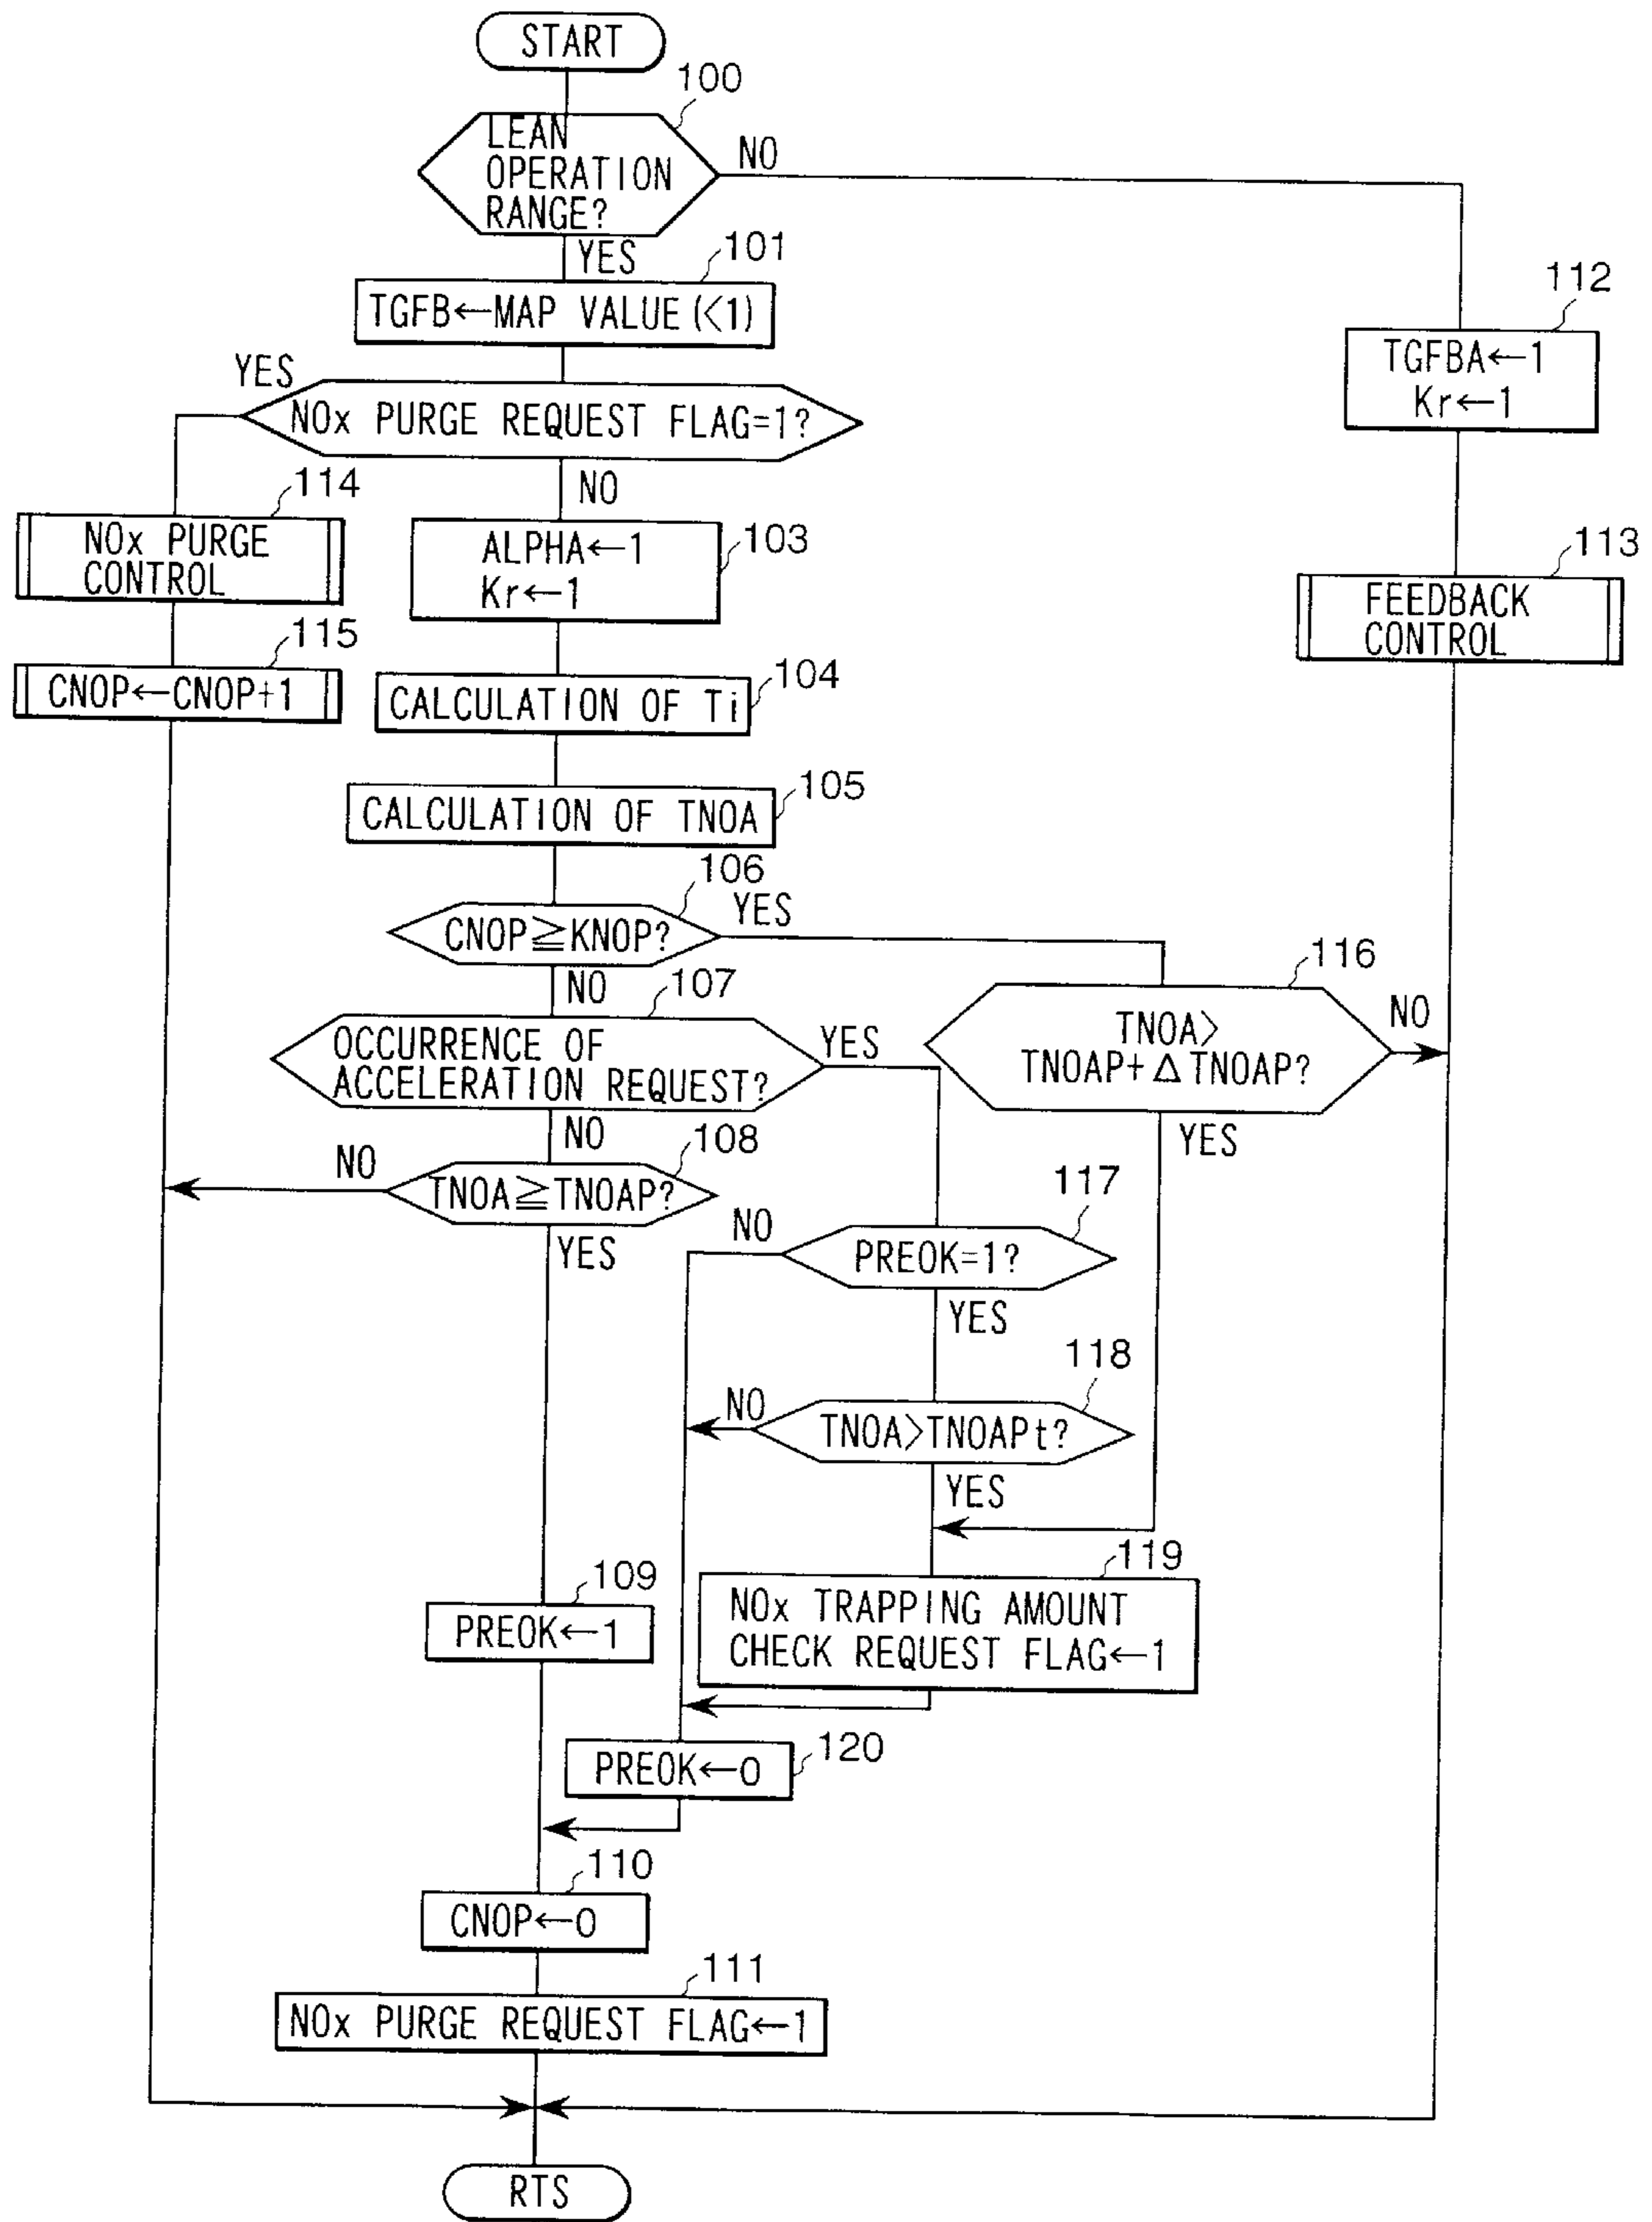 START
100
LEAN
OPERATION
RANGE?
NO
YES
101
TGFB←MAP VALUE(<1)
112
TGFBA←1
Kr←1
YES
NOx PURGE REQUEST FLAG=1?
NO
114
NOx PURGE
CONTROL
103
ALPHA←1
Kr←1
113
FEEDBACK
CONTROL
115
CNOP←CNOP+1
104
CALCULATION OF Ti
105
CALCULATION OF TNOA
106
CNOP≧KNOP?
YES
NO
107
OCCURRENCE OF
ACCELERATION REQUEST?
YES
116
TNOA>
TNOAP+△TNOAP?
NO
YES
NO
108
NO
TNOA≧TNOAP?
YES
117
NO
PREOK=1?
YES
118
NO
TNOA>TNOAPt?
YES
109
PREOK←1
119
NOx TRAPPING AMOUNT
CHECK REQUEST FLAG←1
120
PREOK←0
110
CNOP←0
111
NOx PURGE REQUEST FLAG←1
RTS